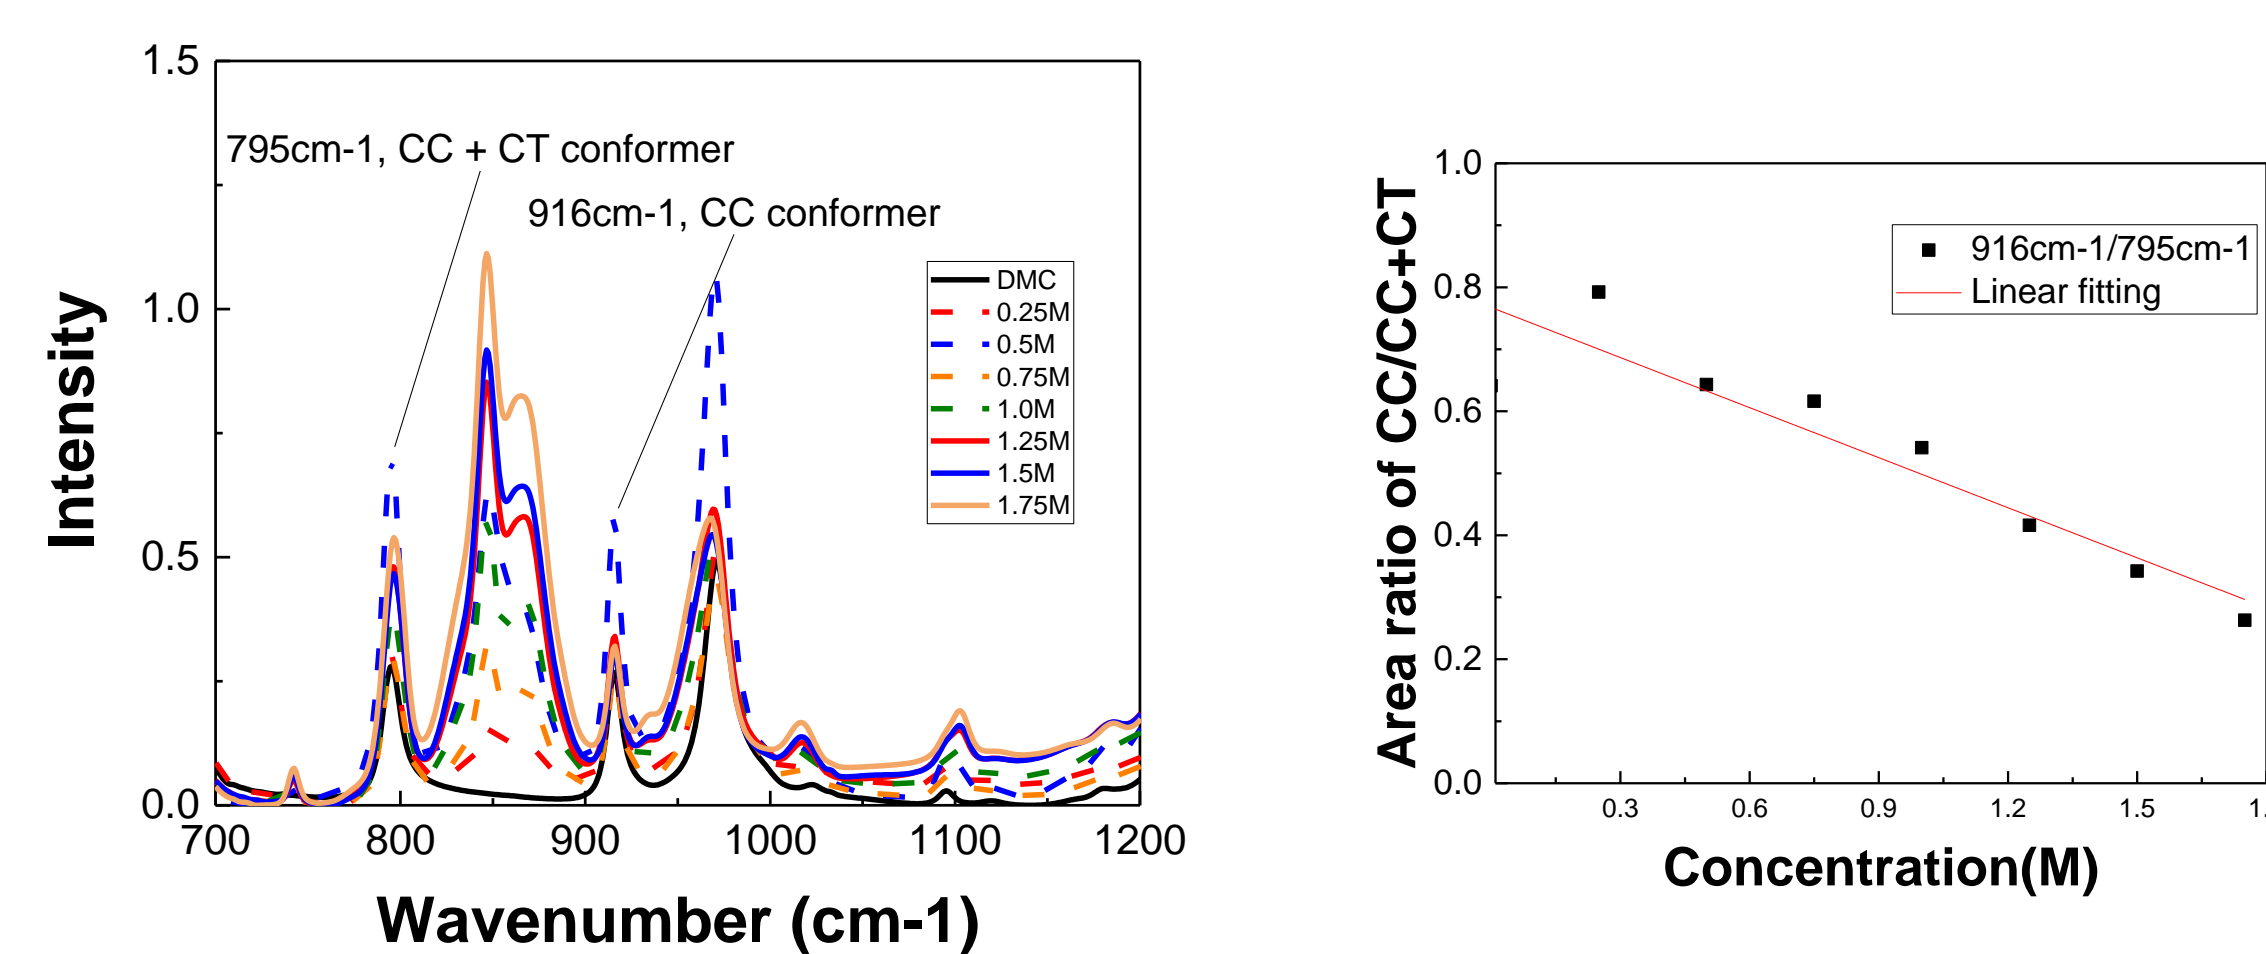 1.5
1.0
0.5
0.0
700
800
900
1000
1100
1200
Intensity
Wavenumber (cm-1)
795cm-1, CC + CT conformer
916cm-1, CC conformer
DMC
0.25M
0.5M
0.75M
1.0M
1.25M
1.5M
1.75M
1.0
0.8
0.6
0.4
0.2
0.0
0.3
0.6
0.9
1.2
1.5
Area ratio of CC/CC+CT
Concentration(M)
916cm-1/795cm-1
Linear fitting